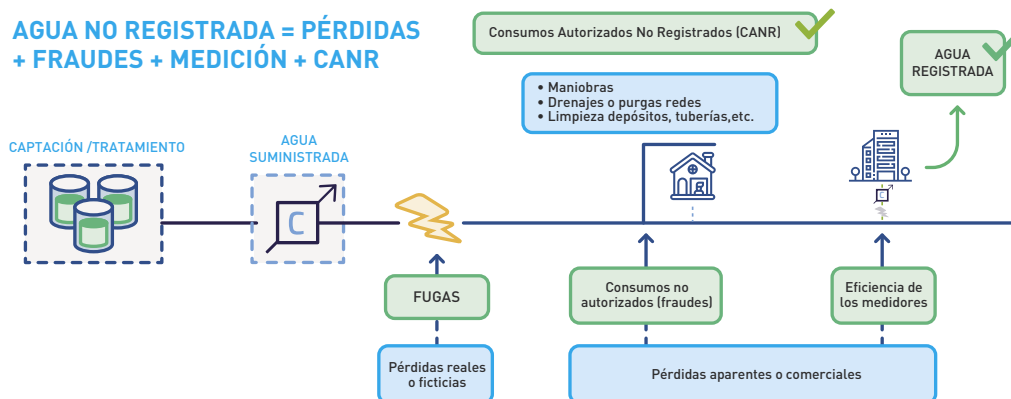 AGUA NO REGISTRADA = PÉRDIDAS
+ FRAUDES + MEDICIÓN + CANR
Consumos Autorizados No Registrados (CANR)
AGUA
REGISTRADA
• Maniobras
• Drenajes o purgas redes
• Limpieza depósitos, tuberías,etc.
CAPTACIÓN /TRATAMIENTO
AGUA
SUMINISTRADA
C
C
FUGAS
Consumos no
autorizados (fraudes)
Eficiencia de
los medidores
Pérdidas reales
o ficticias
Pérdidas aparentes o comerciales